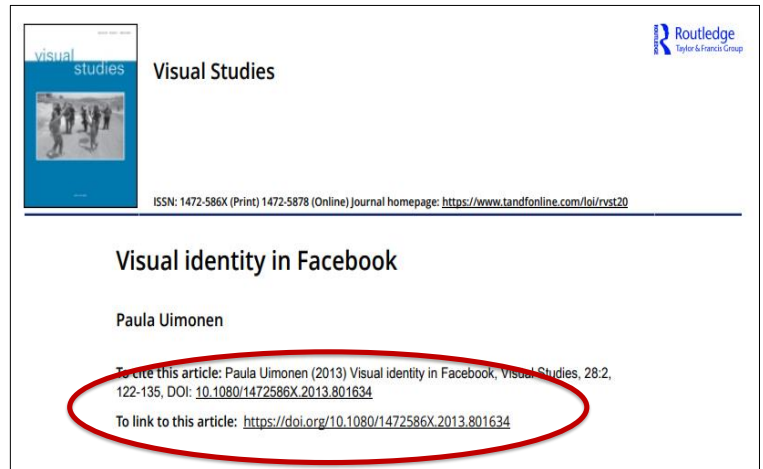 visual
studies
Visual Studies
ROUTLEDGE
Routledge
Taylor & Francis Group
ISSN: 1472-586X (Print) 1472-5878 (Online) Journal homepage: https://www.tandfonline.com/loi/rvst20
Visual identity in Facebook
Paula Uimonen
To cite this article: Paula Uimonen (2013) Visual identity in Facebook, Visual Studies, 28:2,
122-135, DOI: 10.1080/1472586X.2013.801634
To link to this article: https://doi.org/10.1080/1472586X.2013.801634